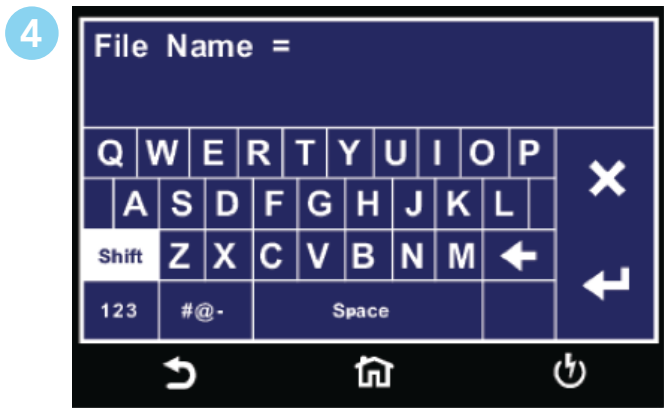 4
File Name =
Q W E R T Y U I O P
A S D F G H J K L
Shift Z X C V B N M
123 #@- Space